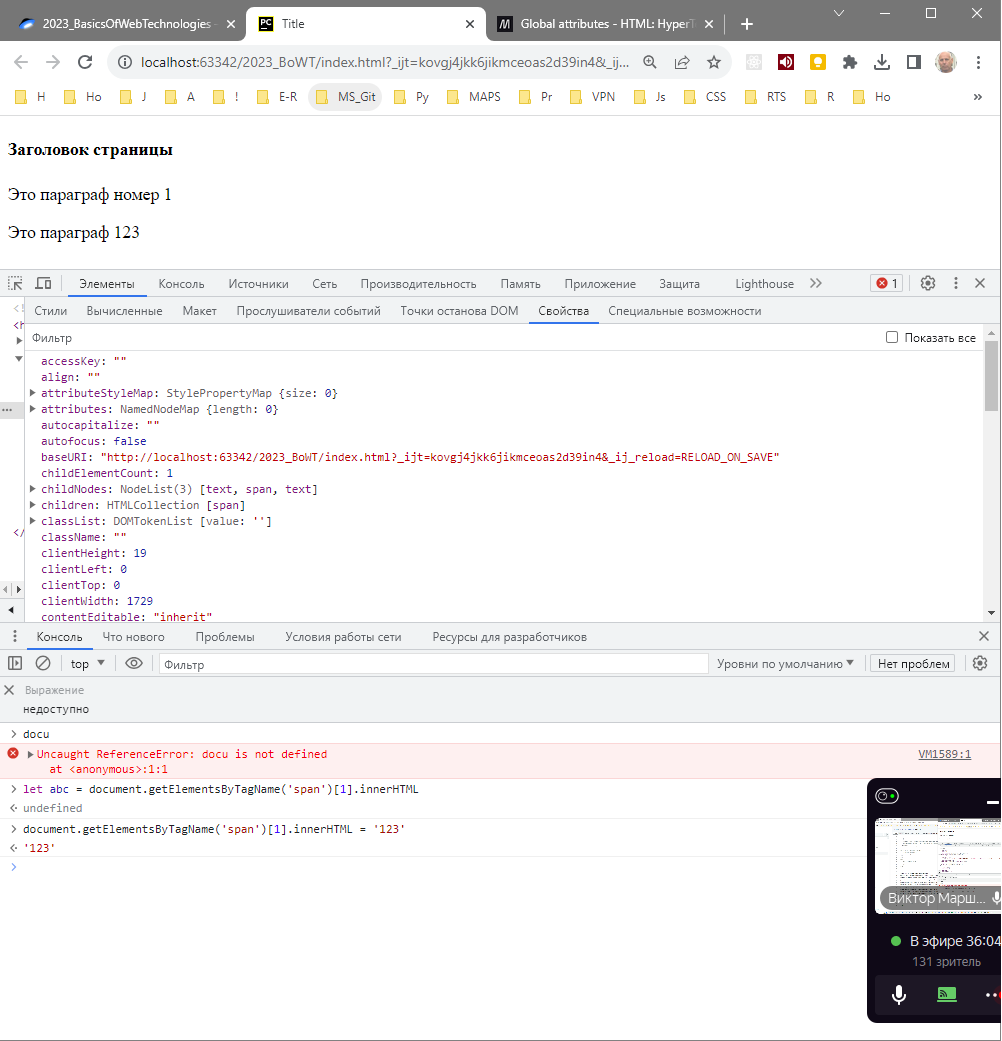 2023_BasicsOfWebTechnologies -
Title
Global attributes - HTML: HyperT
localhost:63342/2023_BoWT/index.html?_ijt=kovgj4jkk6jikmceoas2d39in4&_ij...
H Ho J A ! E-R MS_Git Py MAPS Pr VPN Js CSS RTS R Ho »
Заголовок страницы
Это параграф номер 1
Это параграф 123
Элементы Консоль Источники Сеть Производительность Память Приложение Защита Lighthouse 1
Стили Вычисленные Макет Прослушиватели событий Точки останова DOM Свойства Специальные возможности
Фильтр Показать все
accessKey: ""
align: ""
attributeStyleMap: StylePropertyMap {size: 0}
attributes: NamedNodeMap {length: 0}
autocapitalize: ""
autofocus: false
baseURI: "http://localhost:63342/2023_BoWT/index.html?_ijt=kovgj4jkk6jikmceoas2d39in4&_ij_reload=RELOAD_ON_SAVE"
childElementCount: 1
childNodes: NodeList(3) [text, span, text]
children: HTMLCollection [span]
classList: DOMTokenList [value: '']
className: ""
clientHeight: 19
clientLeft: 0
clientTop: 0
clientWidth: 1729
contentEditable: "inherit"
Консоль Что нового Проблемы Условия работы сети Ресурсы для разработчиков
top Фильтр Уровни по умолчанию Нет проблем
Выражение
недоступно
docu
Uncaught ReferenceError: docu is not defined VM1589:1
at <anonymous>:1:1
let abc = document.getElementsByTagName('span')[1].innerHTML
undefined
document.getElementsByTagName('span')[1].innerHTML = '123'
'123'
Виктор Марш...
В эфире 36:04
131 зритель